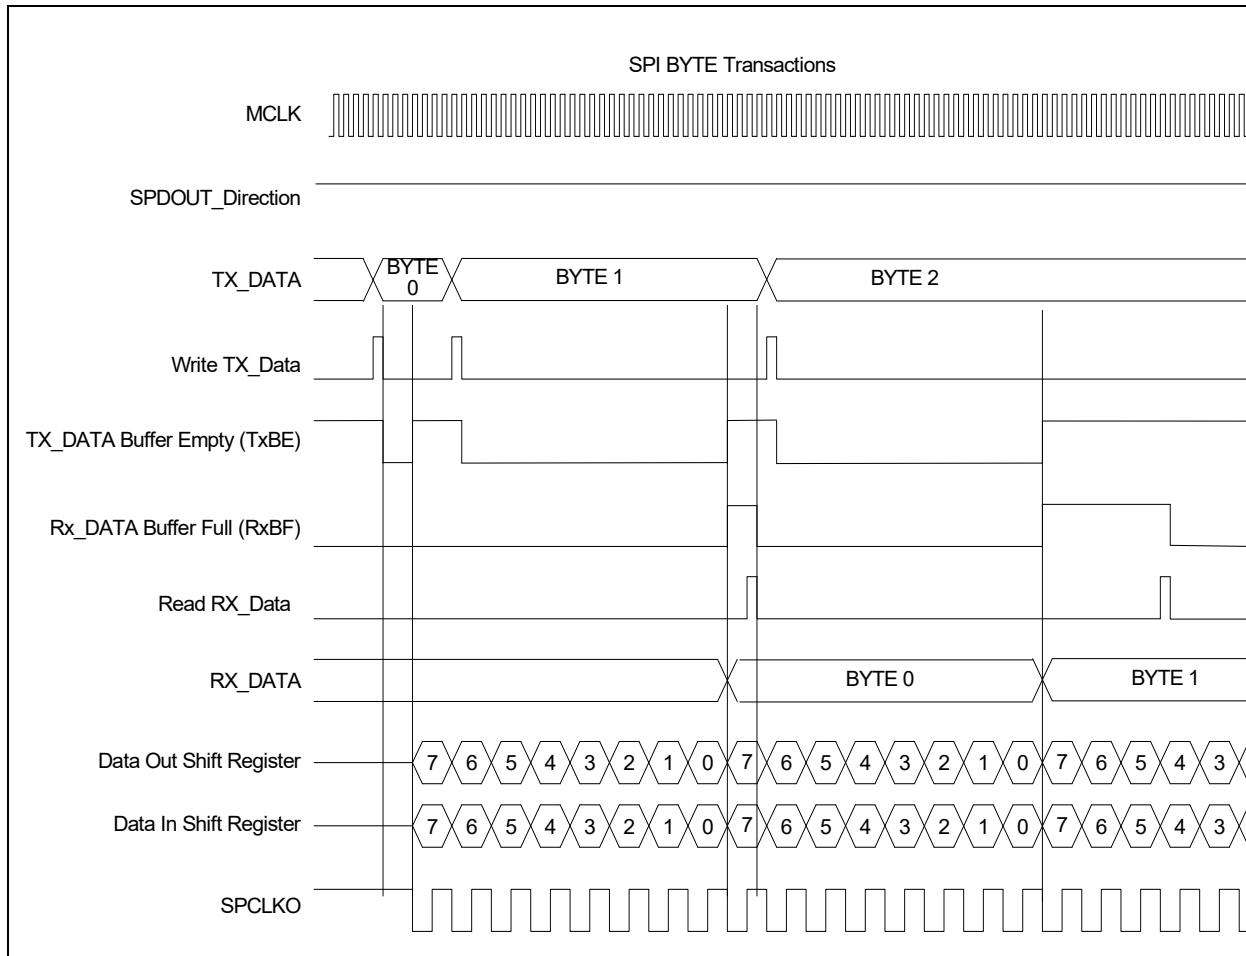 SPI BYTE Transactions
MCLK
SPDOUT_Direction
TX_DATA
BYTE
0
BYTE 1
BYTE 2
Write TX_Data
TX_DATA Buffer Empty (TxBE)
Rx_DATA Buffer Full (RxBF)
Read RX_Data
RX_DATA
BYTE 0
BYTE 1
Data Out Shift Register
7 6 5 4 3 2 1 0 7 6 5 4 3 2 1 0 7 6 5 4 3
Data In Shift Register
7 6 5 4 3 2 1 0 7 6 5 4 3 2 1 0 7 6 5 4 3
SPCLKO